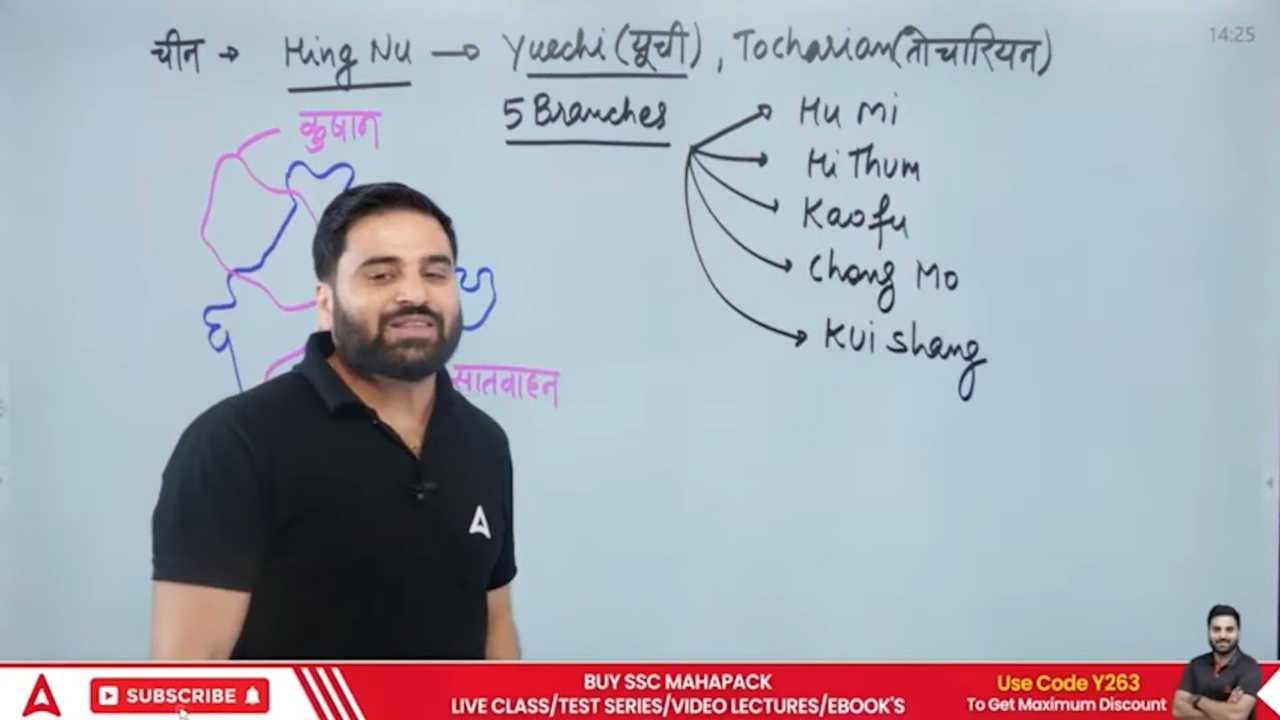 14:25
चीन → Hing Nu → Yuechi (यूची), Tocharian (तोचारियन)
कुषान
5 Branches
Hu Mi
Hi Thum
Kaofu
Chang Mo
Kui shang
सातवाहन
SUBSCRIBE
BUY SSC MAHAPACK
LIVE CLASS/TEST SERIES/VIDEO LECTURES/EBOOK'S
Use Code Y263
To Get Maximum Discount